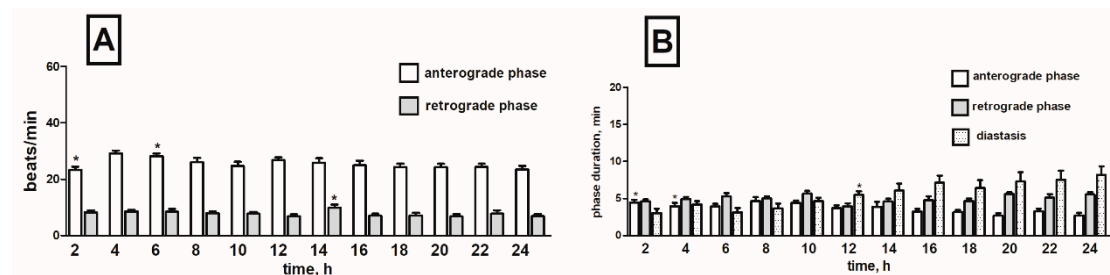 A
60
40
20
0
beats/min
anterograde phase
retrograde phase
*
*
*
2 4 6 8 10 12 14 16 18 20 22 24
time, h
B
20
15
10
5
0
phase duration, min
anterograde phase
retrograde phase
diastasis
*
*
*
2 4 6 8 10 12 14 16 18 20 22 24
time, h